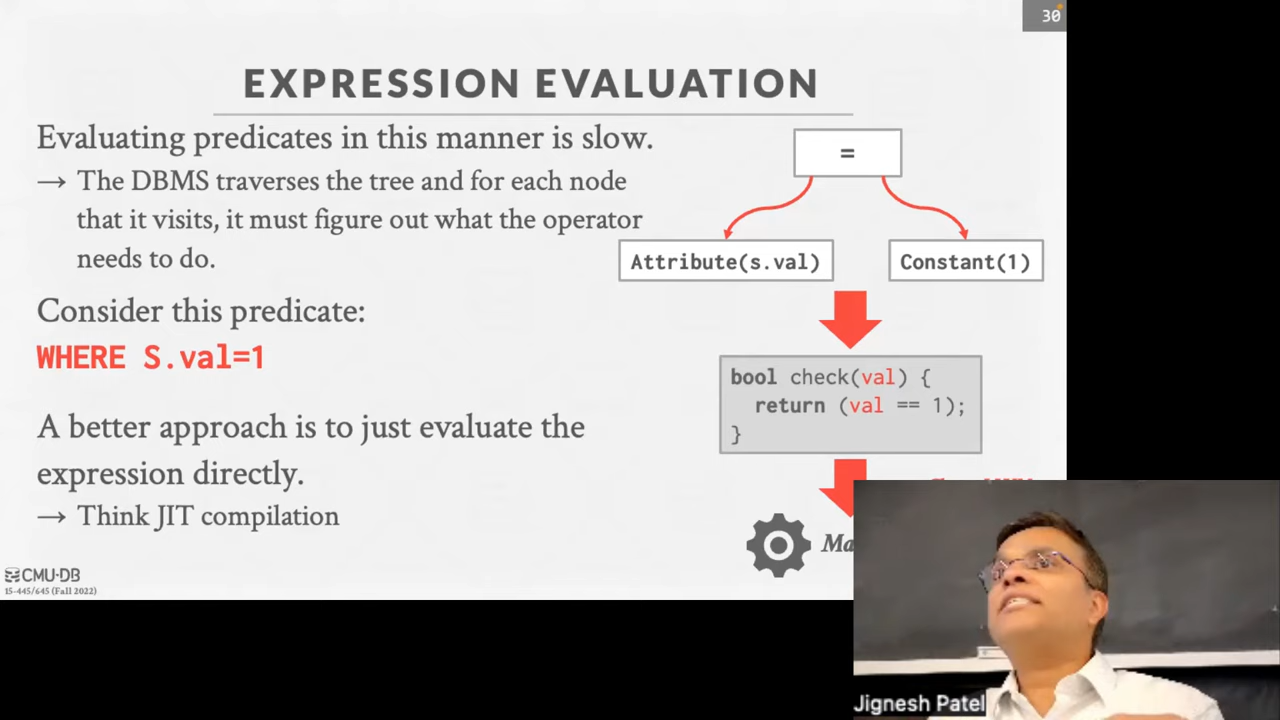 30
EXPRESSION EVALUATION
Evaluating predicates in this manner is slow.
→ The DBMS traverses the tree and for each node
that it visits, it must figure out what the operator
needs to do.
Consider this predicate:
WHERE S.val=1
A better approach is to just evaluate the
expression directly.
→ Think JIT compilation
=
Attribute(s.val)
Constant(1)
bool check(val) {
return (val == 1);
}
Ma
CMU·DB
15-445/645 (Fall 2022)
Jignesh Patel